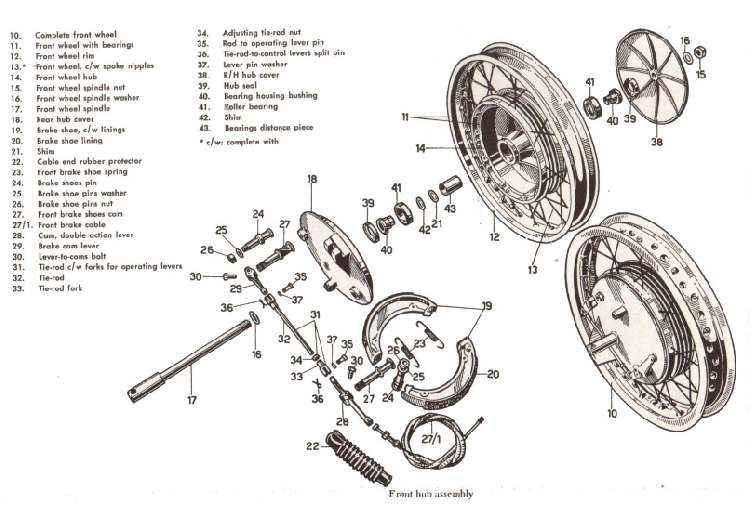 10. Complete front wheel
11. Front wheel with bearings
12. Front wheel rim
13.* Front wheel, c/w spoke nipples
14. Front wheel hub
15. Front wheel spindle nut
16. Front wheel spindle washer
17. Front wheel spindle
18. Rear hub cover
19. Brake shoe, c/w linings
20. Brake shoe lining
21. Shim
22. Cable end rubber protector
23. Front brake shoe spring
24. Brake shoes pin
25. Brake shoe pins washer
26. Brake shoe pins nut
27. Front brake shoes cam
27/1. Front brake cable
28. Cam, double action lever
29. Brake cam lever
30. Lever-to-cams bolt
31. Tie-rod c/w forks for operating levers
32. Tie-rod
33. Tie-rod fork
34. Adjusting tie-rod nut
35. Rod to operating lever pin
36. Tie-rod-to-control levers split pin
37. Lever pin washer
38. R/H hub cover
39. Hub seal
40. Bearing housing bushing
41. Roller bearing
42. Shim
43. Bearings distance piece
* c/w: complete with
16
15
41
40
39
38
11
14
12
13
18
39
40
41
42
21
43
25
24
27
26
30
29
35
37
36
31
32
16
17
34
33
37
35
30
36
28
27
26
25
24
23
19
20
27/1
22
10
Front hub assembly